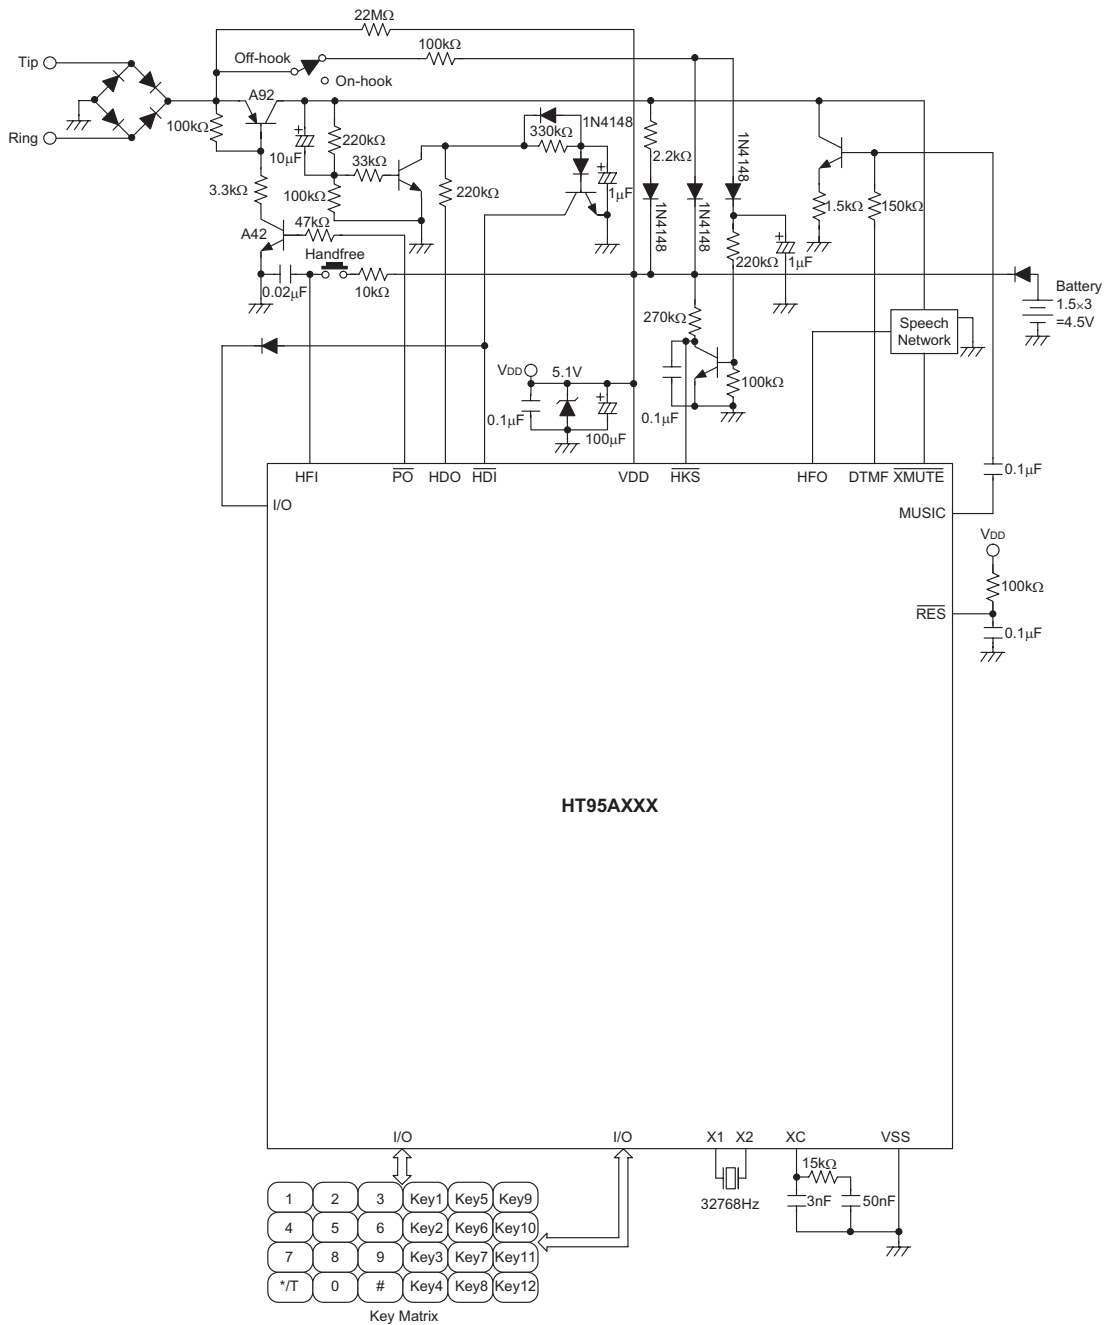 22MΩ
100kΩ
Off-hook
On-hook
Tip
Ring
A92
100kΩ
10μF
220kΩ
33kΩ
100kΩ
220kΩ
1N4148
330kΩ
1μF
2.2kΩ
1N4148
1N4148
1N4148
1.5kΩ
150kΩ
3.3kΩ
A42
47kΩ
Handfree
0.02μF
10kΩ
220kΩ
1μF
Battery
1.5×3
=4.5V
270kΩ
Speech
Network
VDD
5.1V
0.1μF
100μF
0.1μF
100kΩ
HFI
PO
HDO
HDI
VDD
HKS
HFO
DTMF
XMUTE
0.1μF
I/O
MUSIC
VDD
100kΩ
RES
0.1μF
HT95AXXX
I/O
I/O
X1
X2
XC
VSS
32768Hz
15kΩ
3nF
50nF
1 2 3 Key1 Key5 Key9
4 5 6 Key2 Key6 Key10
7 8 9 Key3 Key7 Key11
*/T 0 # Key4 Key8 Key12
Key Matrix